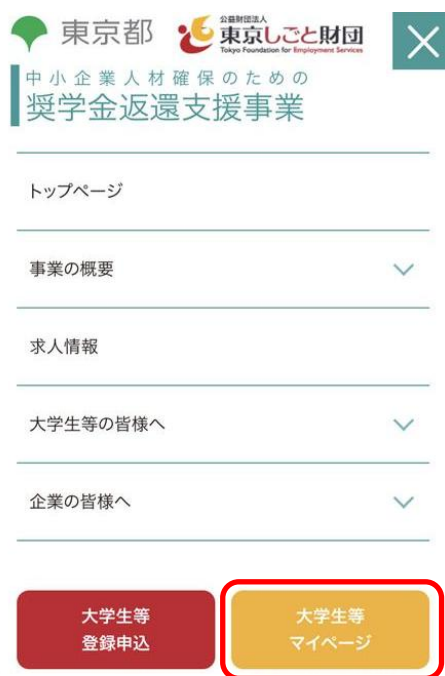 東京都
公益財団法人
東京しごと財団
Tokyo Foundation for Employment Services
中小企業人材確保のための
奨学金返還支援事業
トップページ
事業の概要
求人情報
大学生等の皆様へ
企業の皆様へ
大学生等
登録申込
大学生等
マイページ